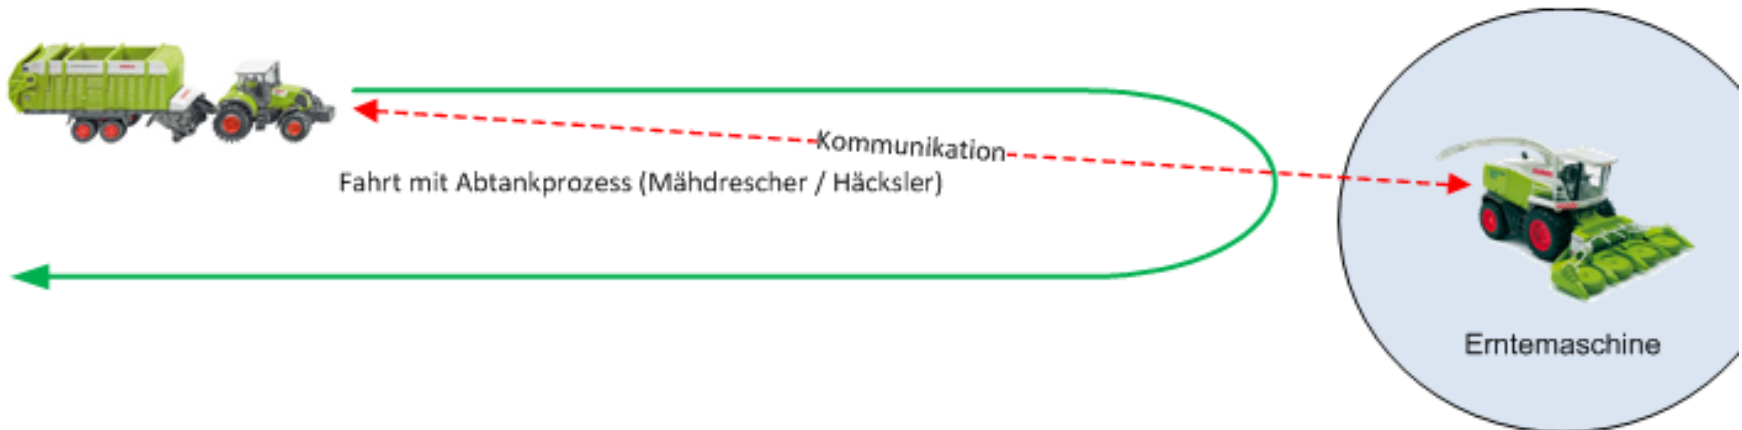 Kommunikation
Fahrt mit Abtankprozess (Mähdrescher / Häcksler)
Erntemaschine